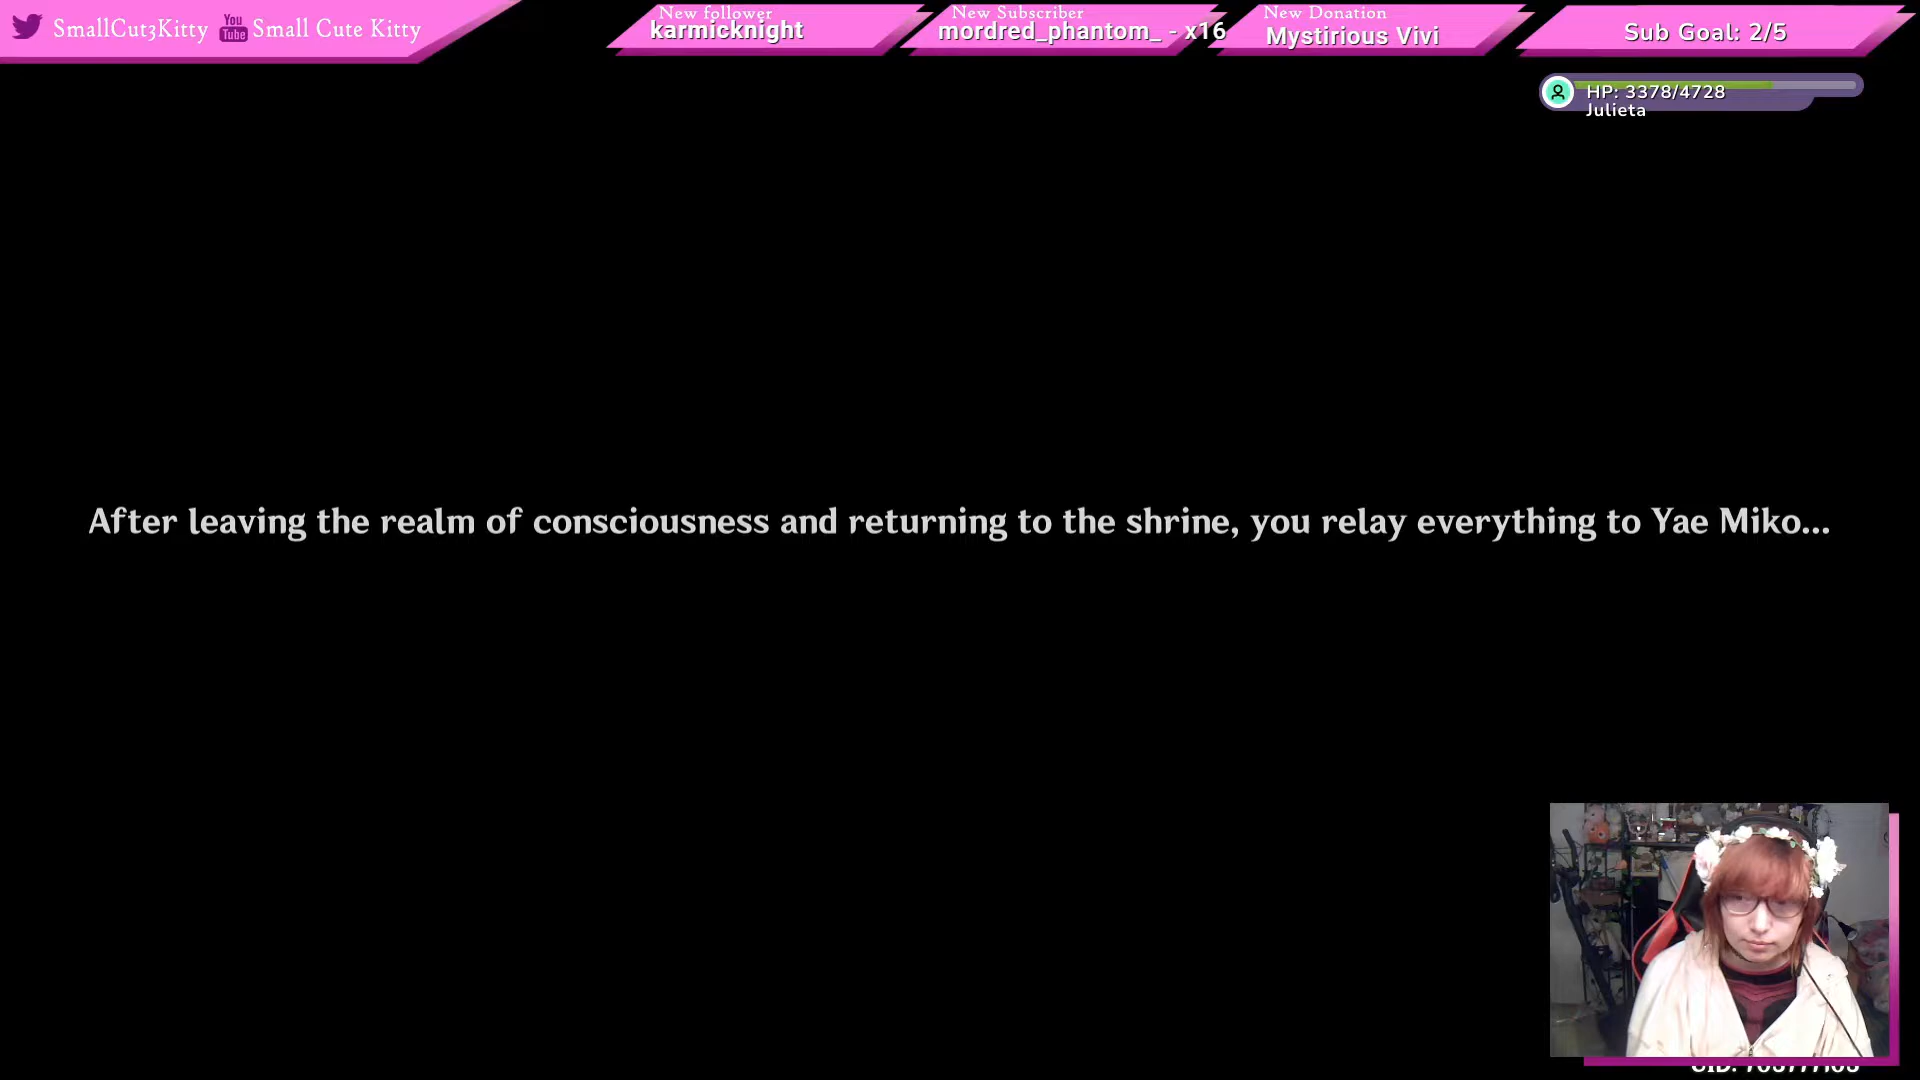 SmallCut3Kitty
You
Tube
Small Cute Kitty
New follower
karmicknight
New Subscriber
mordred_phantom_ - x16
New Donation
Mystirious Vivi
Sub Goal: 2/5
HP: 3378/4728
Julieta
After leaving the realm of consciousness and returning to the shrine, you relay everything to Yae Miko...